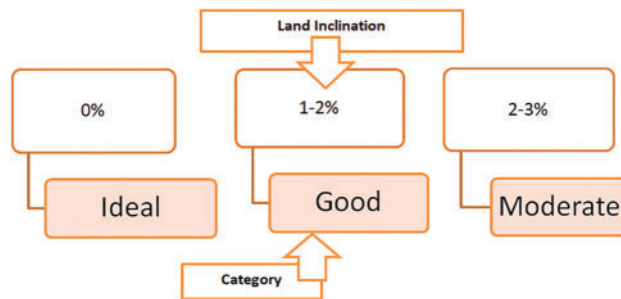 Land Inclination
0%
1-2%
2-3%
Ideal
Good
Moderate
Category